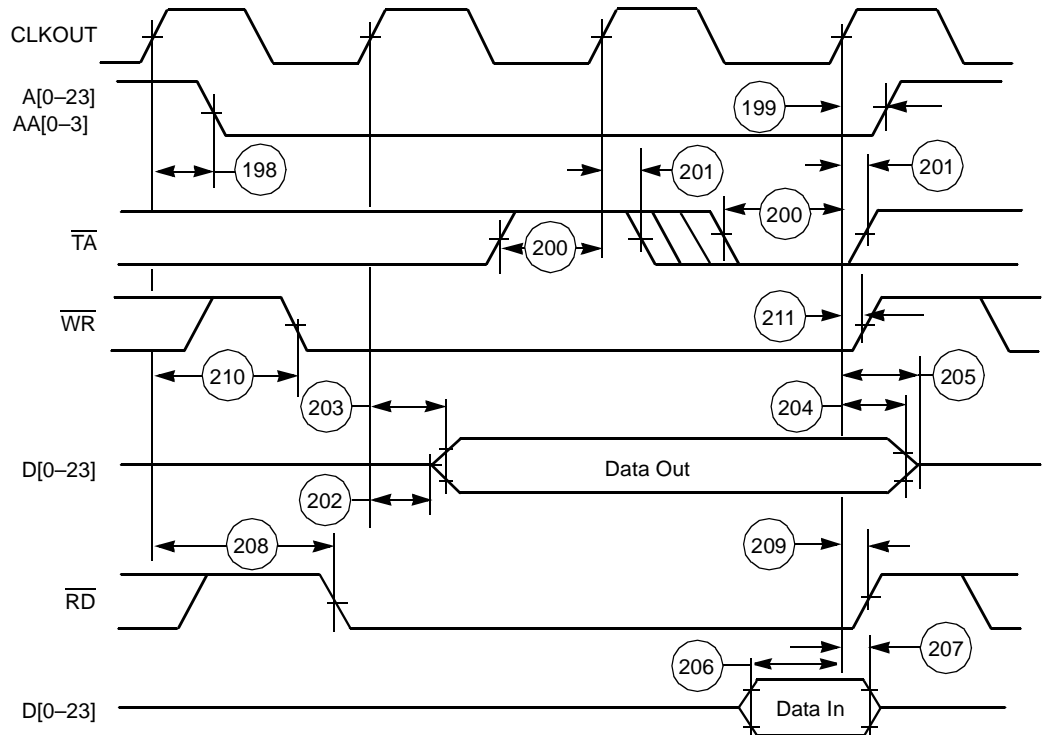 CLKOUT
A[0–23]
AA[0–3]
199
198
201
201
TA
200
200
WR
211
210
205
203
204
D[0–23]
Data Out
202
208
209
RD
206
207
D[0–23]
Data In